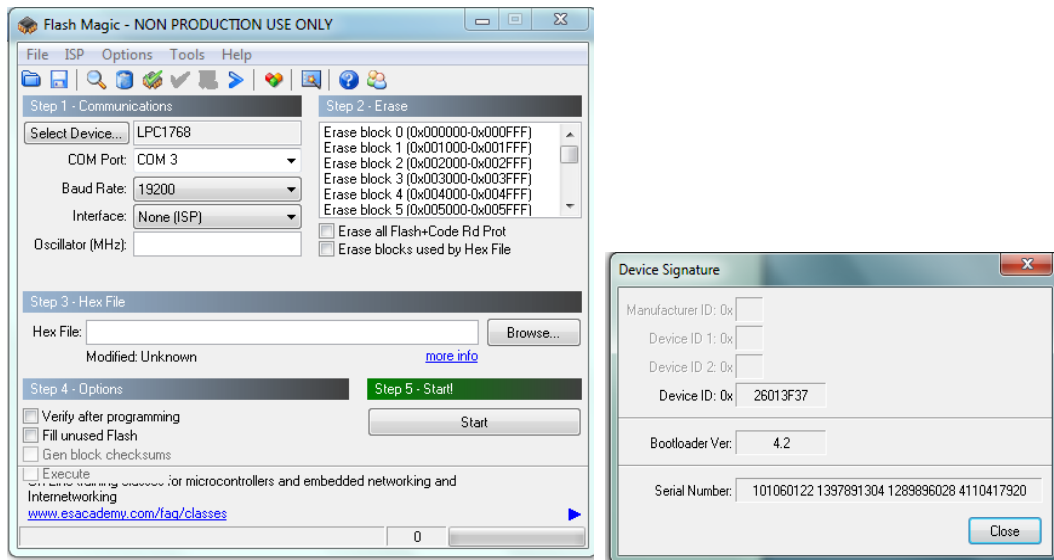 Flash Magic - NON PRODUCTION USE ONLY
File ISP Options Tools Help
Step 1 - Communications
Select Device... LPC1768
COM Port: COM 3
Baud Rate: 19200
Interface: None (ISP)
Oscillator (MHz):
Step 2 - Erase
Erase block 0 (0x000000-0x000FFF)
Erase block 1 (0x001000-0x001FFF)
Erase block 2 (0x002000-0x002FFF)
Erase block 3 (0x003000-0x003FFF)
Erase block 4 (0x004000-0x004FFF)
Erase block 5 (0x005000-0x005FFF)
Erase all Flash+Code Rd Prot
Erase blocks used by Hex File
Step 3 - Hex File
Hex File: Browse...
Modified: Unknown more info
Step 4 - Options
Verify after programming
Fill unused Flash
Gen block checksums
Execute
Step 5 - Start!
Start
for microcontrollers and embedded networking and
Internetworking
www.esacademy.com/faq/classes
0
Device Signature
Manufacturer ID: 0x
Device ID 1: 0x
Device ID 2: 0x
Device ID: 0x 26013F37
Bootloader Ver: 4.2
Serial Number: 101060122 1397891304 1289896028 4110417920
Close